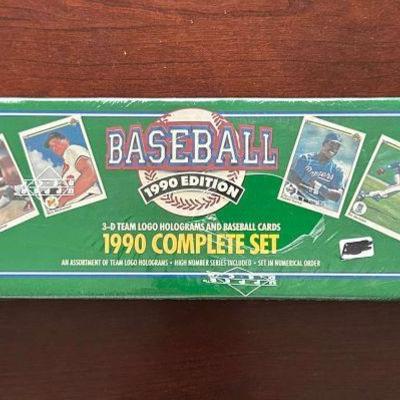 BASEBALL
1990 EDITION
3-D TEAM LOGO HOLOGRAMS AND BASEBALL CARDS
1990 COMPLETE SET
AN ASSORTMENT OF TEAM LOGO HOLOGRAMS • HIGH NUMBER SERIES INCLUDED • SET IN NUMERICAL ORDER